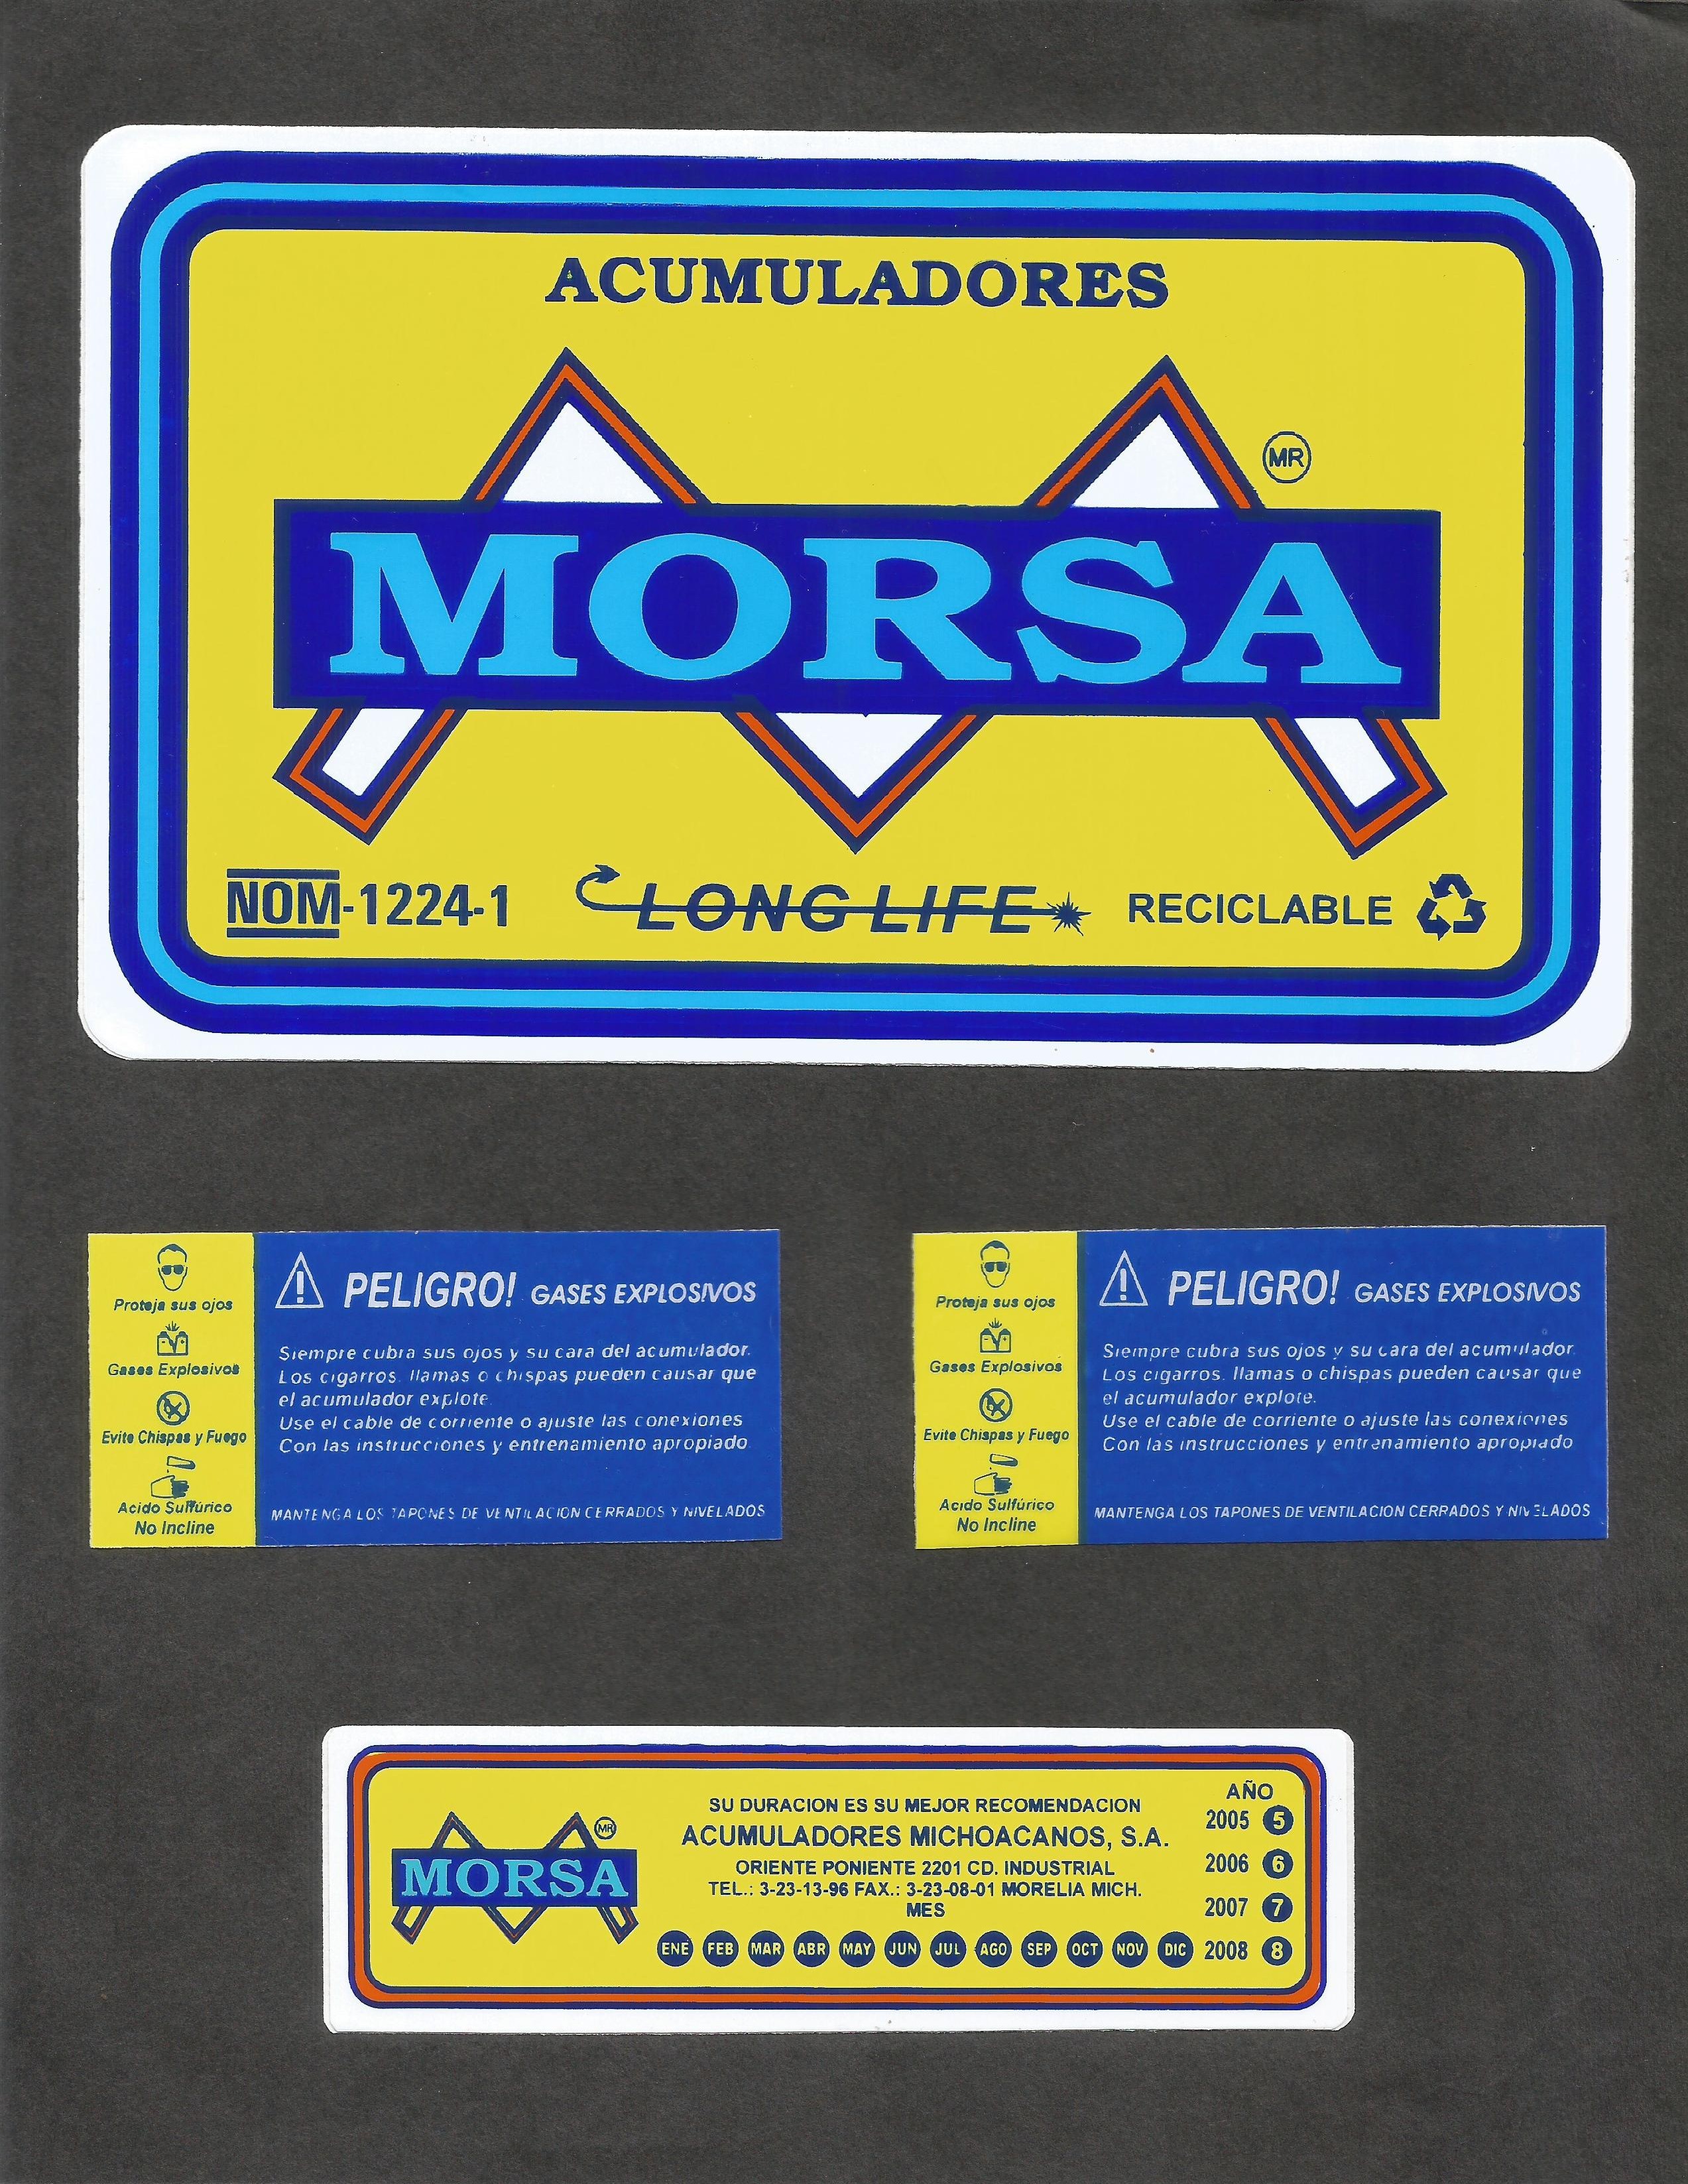 ACUMULADORES
MR
MORSA
NOM-1224-1
LONG LIFE
RECICLABLE
Proteja sus ojos
Gases Explosivos
Evite Chispas y Fuego
Acido Sulfúrico
No Incline
PELIGRO! GASES EXPLOSIVOS
Siempre cubra sus ojos y su cara del acumulador.
Los cigarros, llamas o chispas pueden causar que
el acumulador explote.
Use el cable de corriente o ajuste las conexiones
Con las instrucciones y entrenamiento apropiado
MANTENGA LOS TAPONES DE VENTILACION CERRADOS Y NIVELADOS
Proteja sus ojos
Gases Explosivos
Evite Chispas y Fuego
Acido Sulfúrico
No Incline
PELIGRO! GASES EXPLOSIVOS
Siempre cubra sus ojos y su cara del acumulador.
Los cigarros, llamas o chispas pueden causar que
el acumulador explote.
Use el cable de corriente o ajuste las conexiones
Con las instrucciones y entrenamiento apropiado
MANTENGA LOS TAPONES DE VENTILACION CERRADOS Y NIVELADOS
MR
MORSA
SU DURACION ES SU MEJOR RECOMENDACION
ACUMULADORES MICHOACANOS, S.A.
ORIENTE PONIENTE 2201 CD. INDUSTRIAL
TEL.: 3-23-13-96 FAX.: 3-23-08-01 MORELIA MICH.
MES
ENE FEB MAR ABR MAY JUN JUL AGO SEP OCT NOV DIC
AÑO
2005 5
2006 6
2007 7
2008 8